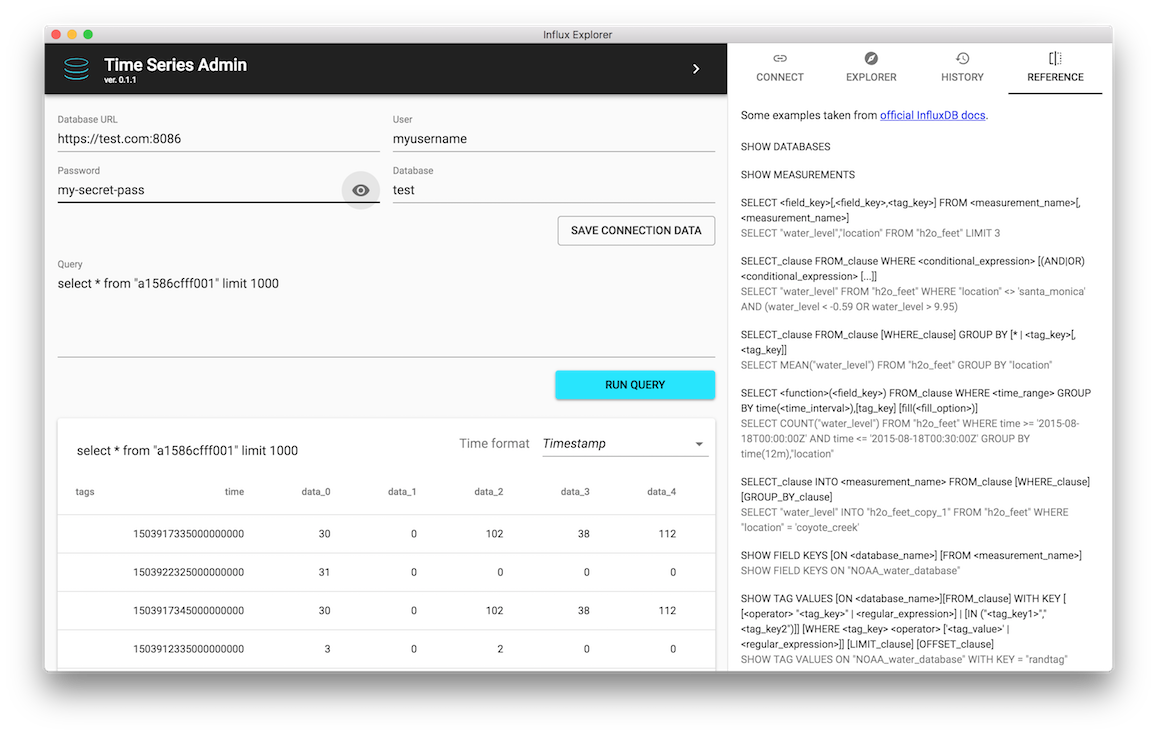 Influx Explorer
Time Series Admin
ver. 0.1.1
Database URL
https://test.com:8086
User
myusername
Password
my-secret-pass
Database
test
SAVE CONNECTION DATA
Query
select * from "a1586cfff001" limit 1000
RUN QUERY
select * from "a1586cfff001" limit 1000
Time format
Timestamp
tags time data_0 data_1 data_2 data_3 data_4
1503917335000000000 30 0 102 38 112
1503922325000000000 31 0 0 0 0
1503917345000000000 30 0 102 38 112
1503912335000000000 3 0 2 0 0
CONNECT
EXPLORER
HISTORY
REFERENCE
Some examples taken from official InfluxDB docs.
SHOW DATABASES
SHOW MEASUREMENTS
SELECT <field_key>[,<field_key>,<tag_key>] FROM <measurement_name>[,
<measurement_name>]
SELECT "water_level","location" FROM "h2o_feet" LIMIT 3
SELECT_clause FROM_clause WHERE <conditional_expression> [(AND|OR)
<conditional_expression> [...]]
SELECT "water_level" FROM "h2o_feet" WHERE "location" <> 'santa_monica'
AND (water_level < -0.59 OR water_level > 9.95)
SELECT_clause FROM_clause [WHERE_clause] GROUP BY [* | <tag_key>[,
<tag_key]]
SELECT MEAN("water_level") FROM "h2o_feet" GROUP BY "location"
SELECT <function>(<field_key>) FROM_clause WHERE <time_range> GROUP
BY time(<time_interval>),[tag_key] [fill(<fill_option>)]
SELECT COUNT("water_level") FROM "h2o_feet" WHERE time >= '2015-08-
18T00:00:00Z' AND time <= '2015-08-18T00:30:00Z' GROUP BY
time(12m),"location"
SELECT_clause INTO <measurement_name> FROM_clause [WHERE_clause]
[GROUP_BY_clause]
SELECT "water_level" INTO "h2o_feet_copy_1" FROM "h2o_feet" WHERE
"location" = 'coyote_creek'
SHOW FIELD KEYS [ON <database_name>] [FROM <measurement_name>]
SHOW FIELD KEYS ON "NOAA_water_database"
SHOW TAG VALUES [ON <database_name>][FROM_clause] WITH KEY [
[<operator> "<tag_key>" | <regular_expression>] | [IN ("<tag_key1>","
<tag_key2")]] [WHERE <tag_key> <operator> ['<tag_value>' |
<regular_expression>]] [LIMIT_clause] [OFFSET_clause]
SHOW TAG VALUES ON "NOAA_water_database" WITH KEY = "randtag"